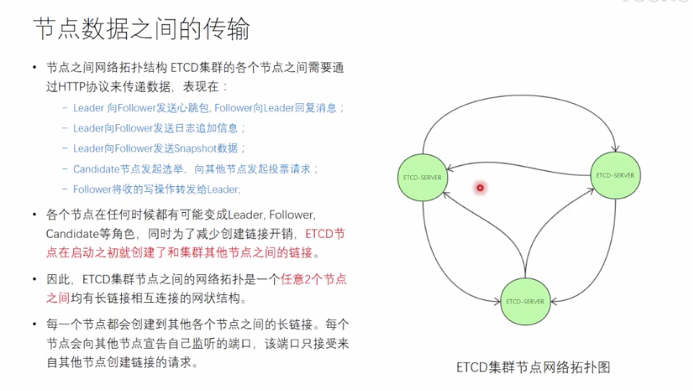 节点数据之间的传输
• 节点之间网络拓扑结构 ETCD集群的各个节点之间需要通
过HTTP协议来传递数据，表现在：
– Leader 向Follower发送心跳包, Follower向Leader回复消息；
– Leader向Follower发送日志追加信息；
– Leader向Follower发送Snapshot数据；
– Candidate节点发起选举，向其他节点发起投票请求；
– Follower将收的写操作转发给Leader;
• 各个节点在任何时候都有可能变成Leader, Follower,
Candidate等角色，同时为了减少创建链接开销，ETCD节
点在启动之初就创建了和集群其他节点之间的链接。
• 因此，ETCD集群节点之间的网络拓扑是一个任意2个节点
之间均有长链接相互连接的网状结构。
• 每一个节点都会创建到其他各个节点之间的长链接。每个
节点会向其他节点宣告自己监听的端口，该端口只接受来
自其他节点创建链接的请求。
ETCD-SERVER
ETCD-SERVER
ETCD-SERVER
ETCD集群节点网络拓扑图